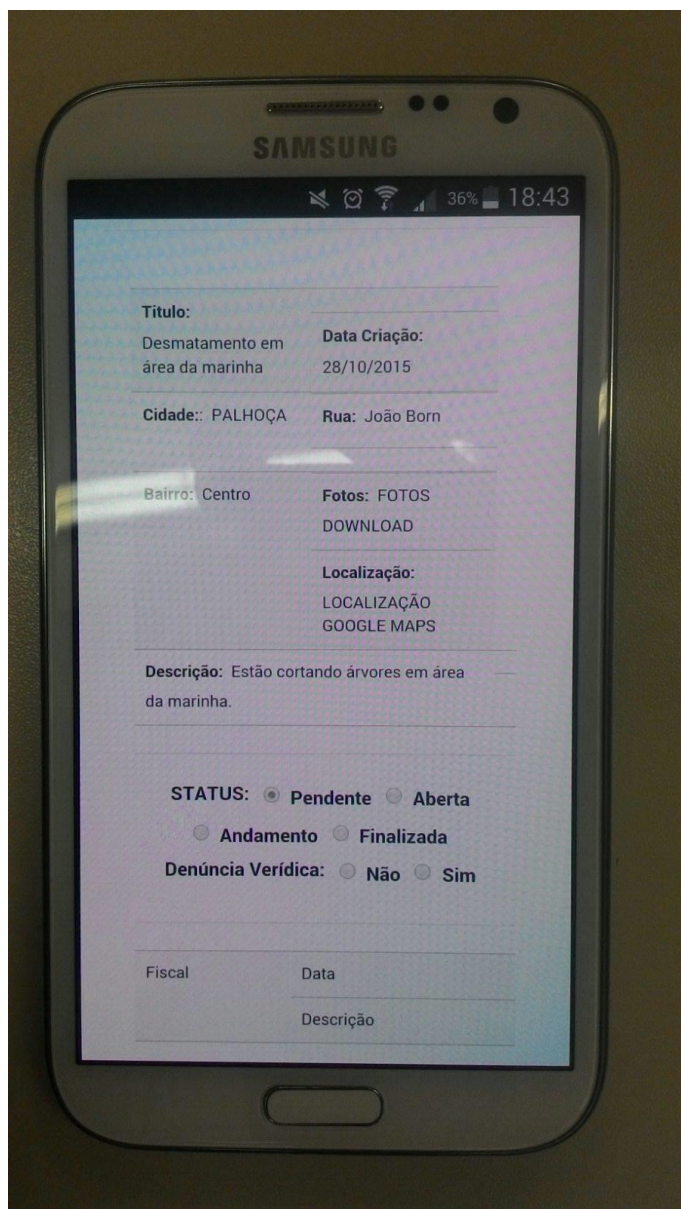 SAMSUNG
36% 18:43
Titulo:
Desmatamento em
área da marinha
Data Criação:
28/10/2015
Cidade:: PALHOÇA
Rua: João Born
Bairro: Centro
Fotos: FOTOS
DOWNLOAD
Localização:
LOCALIZAÇÃO
GOOGLE MAPS
Descrição: Estão cortando árvores em área
da marinha.
STATUS: Pendente Aberta
Andamento Finalizada
Denúncia Verídica: Não Sim
Fiscal
Data
Descrição